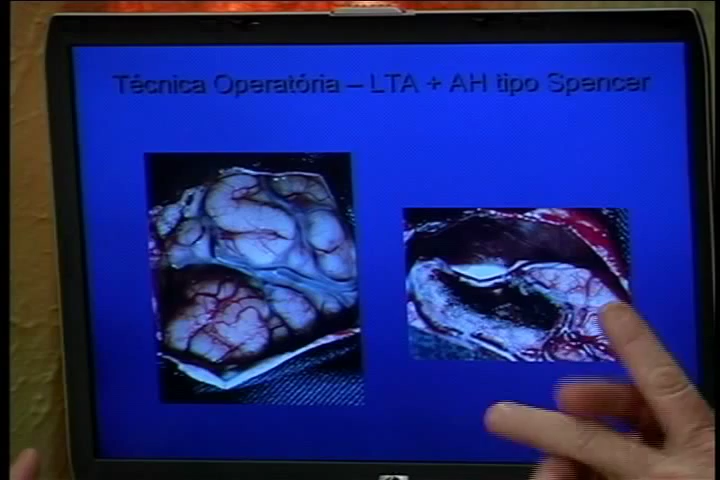 Técnica Operatória – LTA + AH tipo Spencer